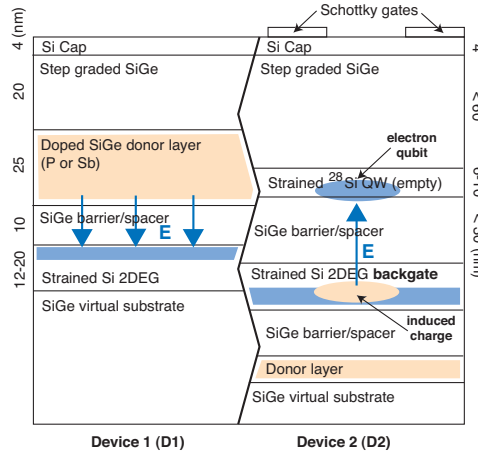 Schottky gates
4 (nm)
20
25
10
12-20
Si Cap
Step graded SiGe
Doped SiGe donor layer
(P or Sb)
SiGe barrier/spacer
E
Strained Si 2DEG
SiGe virtual substrate
Device 1 (D1)
Si Cap
Step graded SiGe
electron
qubit
Strained 28Si QW (empty)
SiGe barrier/spacer
E
Strained Si 2DEG backgate
induced
charge
SiGe barrier/spacer
Donor layer
SiGe virtual substrate
Device 2 (D2)